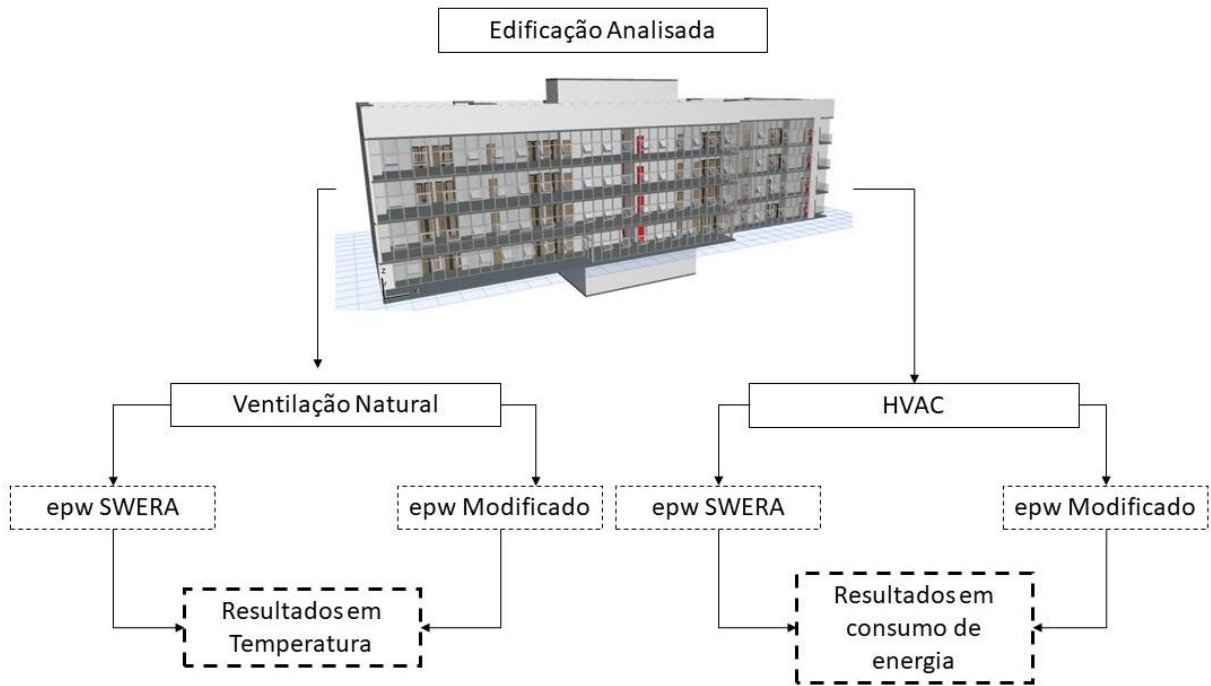 Edificação Analisada
Ventilação Natural
HVAC
epw SWERA
epw Modificado
epw SWERA
epw Modificado
Resultados em
Temperatura
Resultados em
consumo de
energia